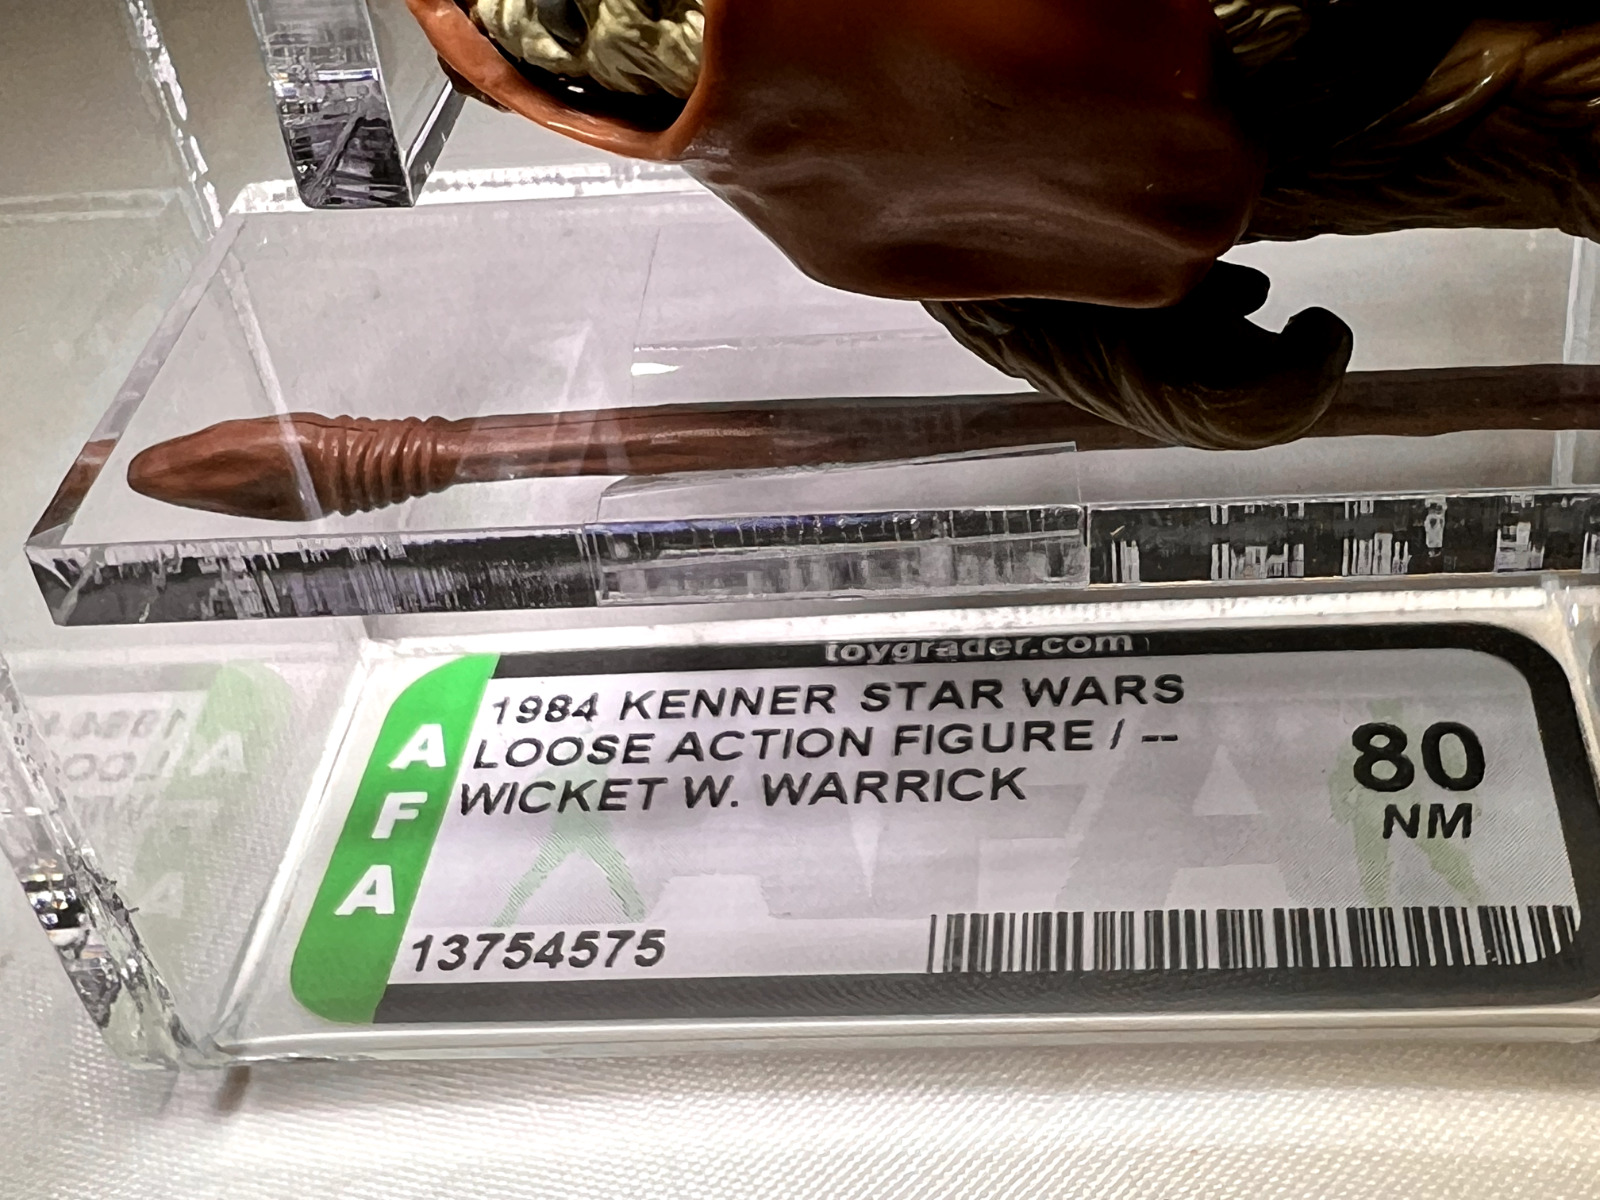 toygrader.com
1984 KENNER STAR WARS
LOOSE ACTION FIGURE / --
WICKET W. WARRICK
80
NM
AFA
13754575